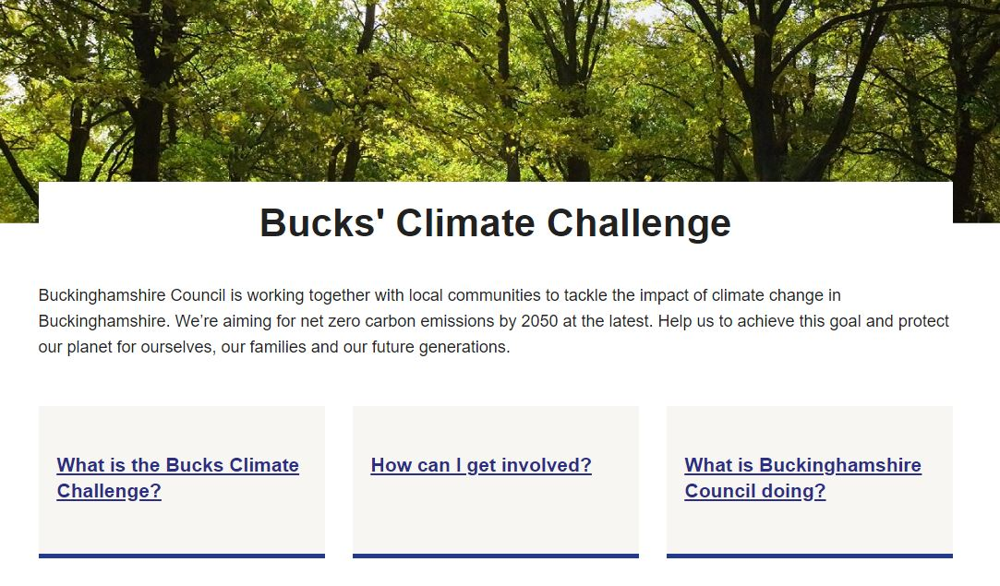 Bucks' Climate Challenge
Buckinghamshire Council is working together with local communities to tackle the impact of climate change in
Buckinghamshire. We’re aiming for net zero carbon emissions by 2050 at the latest. Help us to achieve this goal and protect
our planet for ourselves, our families and our future generations.
What is the Bucks Climate
Challenge?
How can I get involved?
What is Buckinghamshire
Council doing?